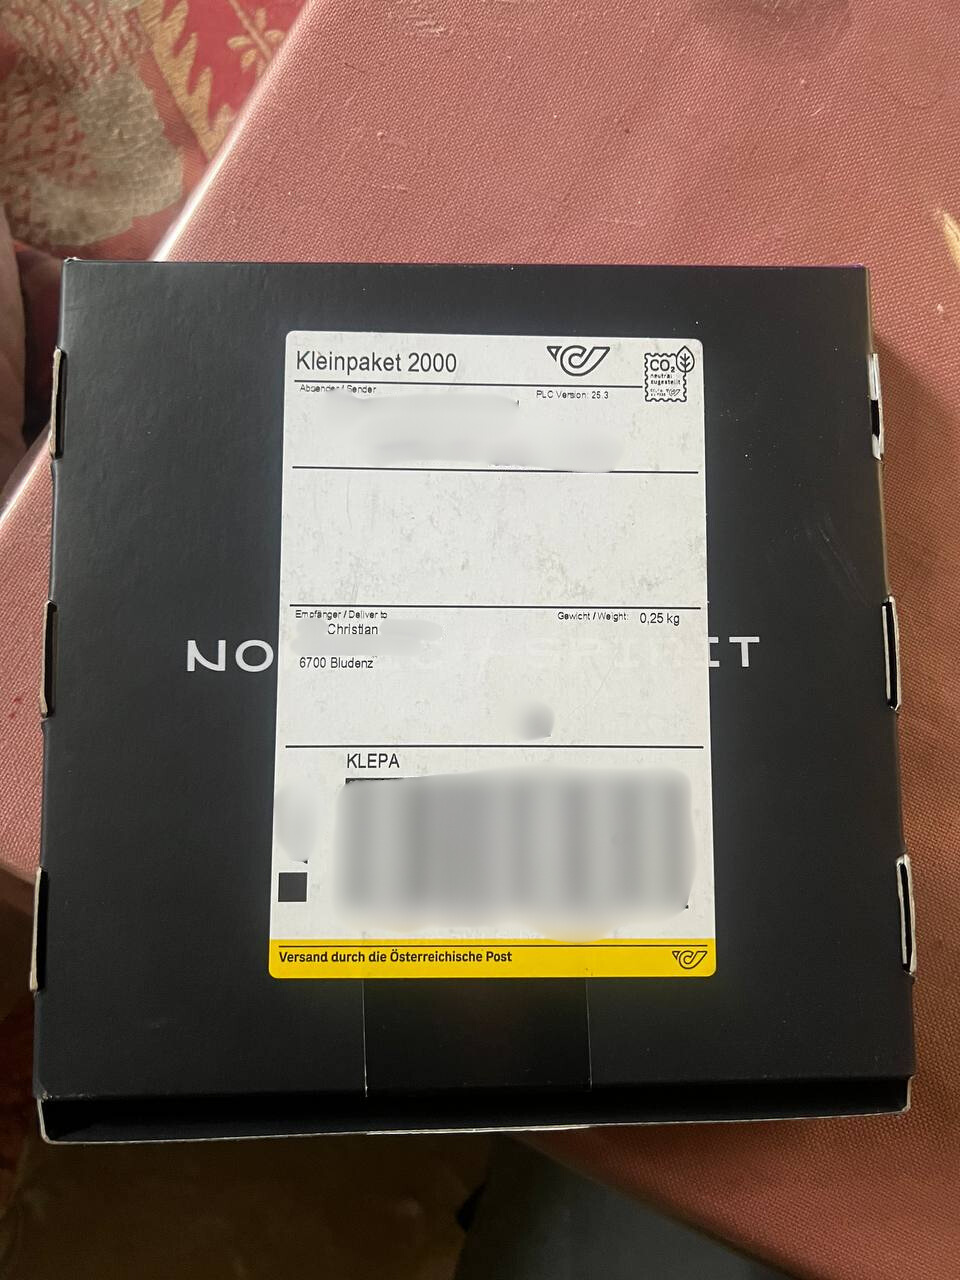 Kleinpaket 2000
CO₂
neutral
zugestellt
Absender / Sender
PLC Version: 25.3
Empfänger / Deliver to
Gewicht / Weight: 0,25 kg
Christian
6700 Bludenz
KLEPA
Versand durch die Österreichische Post